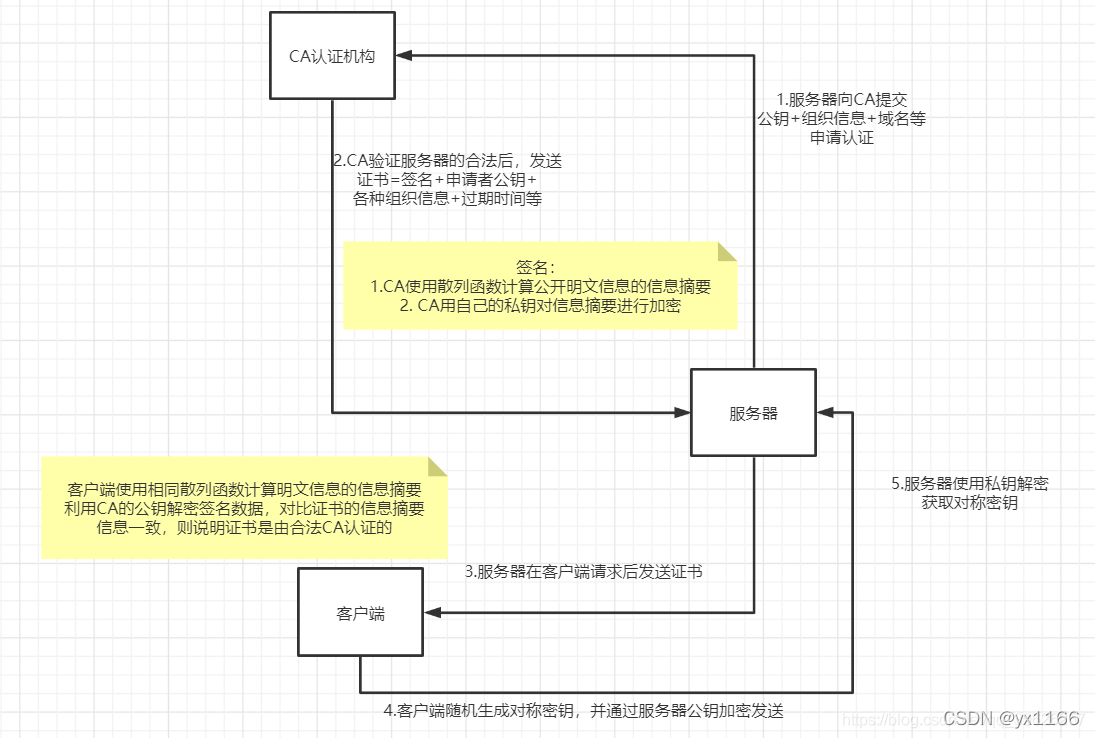 CA认证机构
1.服务器向CA提交
公钥+组织信息+域名等
申请认证
2.CA验证服务器的合法后，发送
证书=签名+申请者公钥+
各种组织信息+过期时间等
签名：
1.CA使用散列函数计算公开明文信息的信息摘要
2. CA用自己的私钥对信息摘要进行加密
服务器
客户端使用相同散列函数计算明文信息的信息摘要
利用CA的公钥解密签名数据，对比证书的信息摘要
信息一致，则说明证书是由合法CA认证的
5.服务器使用私钥解密
获取对称密钥
3.服务器在客户端请求后发送证书
客户端
4.客户端随机生成对称密钥，并通过服务器公钥加密发送
https://blog.cs
CSDN @yx1166